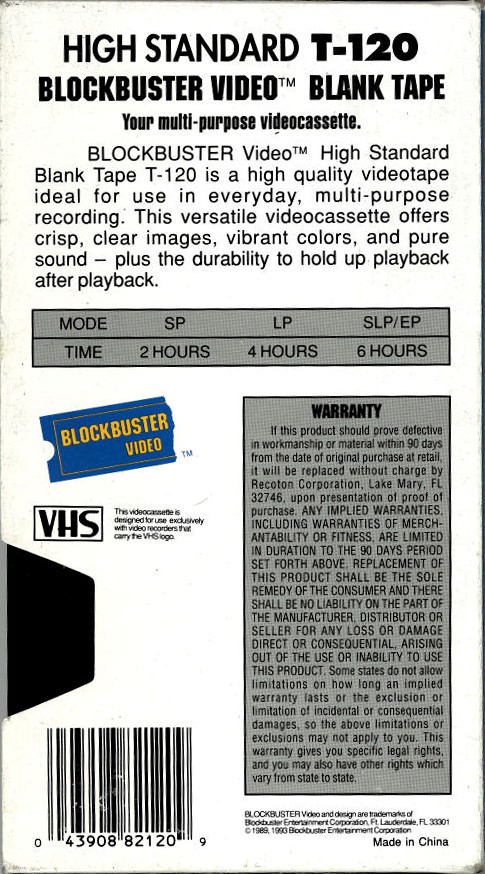 HIGH STANDARD T-120
BLOCKBUSTER VIDEO™ BLANK TAPE
Your multi-purpose videocassette.
BLOCKBUSTER Video™ High Standard
Blank Tape T-120 is a high quality videotape
ideal for use in everyday, multi-purpose
recording. This versatile videocassette offers
crisp, clear images, vibrant colors, and pure
sound – plus the durability to hold up playback
after playback.
MODE SP LP SLP/EP
TIME 2 HOURS 4 HOURS 6 HOURS
BLOCKBUSTER
VIDEO
TM
VHS
This videocassette is
designed for use exclusively
with video recorders that
carry the VHS logo.
WARRANTY
If this product should prove defective
in workmanship or material within 90 days
from the date of original purchase at retail,
it will be replaced without charge by
Recoton Corporation, Lake Mary, FL
32746, upon presentation of proof of
purchase. ANY IMPLIED WARRANTIES,
INCLUDING WARRANTIES OF MERCH-
ANTABILITY OR FITNESS, ARE LIMITED
IN DURATION TO THE 90 DAYS PERIOD
SET FORTH ABOVE. REPLACEMENT OF
THIS PRODUCT SHALL BE THE SOLE
REMEDY OF THE CONSUMER AND THERE
SHALL BE NO LIABILITY ON THE PART OF
THE MANUFACTURER, DISTRIBUTOR OR
SELLER FOR ANY LOSS OR DAMAGE
DIRECT OR CONSEQUENTIAL, ARISING
OUT OF THE USE OR INABILITY TO USE
THIS PRODUCT. Some states do not allow
limitations on how long an implied
warranty lasts or the exclusion or
limitation of incidental or consequential
damages, so the above limitations or
exclusions may not apply to you. This
warranty gives you specific legal rights,
and you may also have other rights which
vary from state to state.
0 43908 82120 9
BLOCKBUSTER Video and design are trademarks of
Blockbuster Entertainment Corporation, Ft. Lauderdale, FL 33301
© 1989, 1993 Blockbuster Entertainment Corporation
Made in China